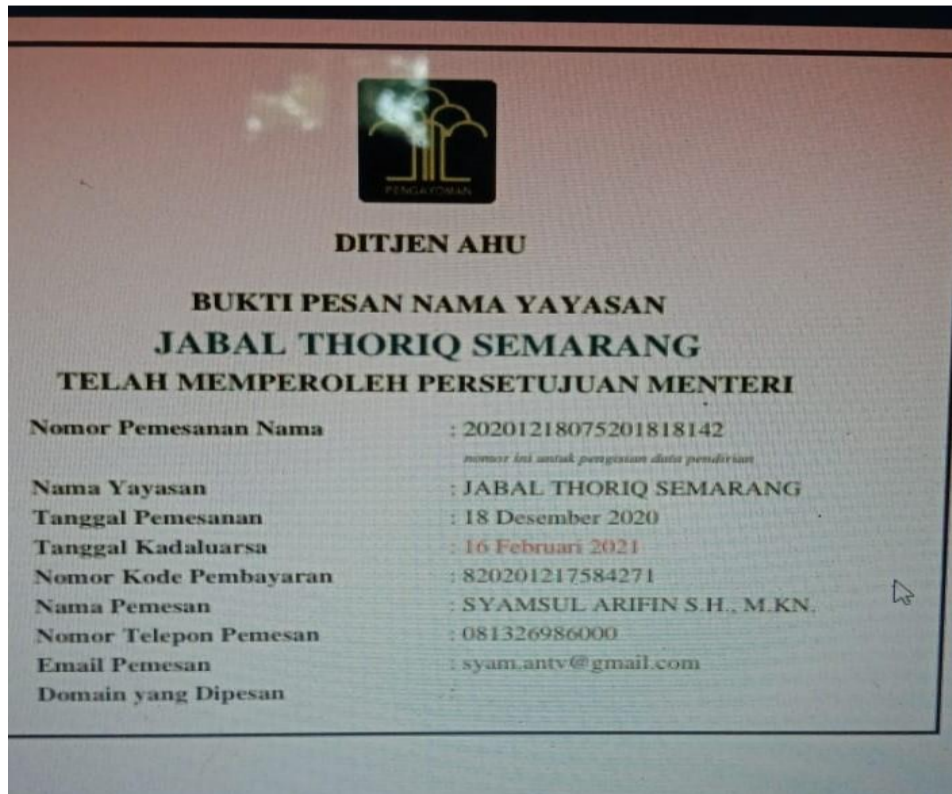 PENGAYOMAN
DITJEN AHU
BUKTI PESAN NAMA YAYASAN
JABAL THORIQ SEMARANG
TELAH MEMPEROLEH PERSETUJUAN MENTERI
Nomor Pemesanan Nama : 20201218075201818142
nomor ini untuk pengisian data pendirian
Nama Yayasan : JABAL THORIQ SEMARANG
Tanggal Pemesanan : 18 Desember 2020
Tanggal Kadaluarsa : 16 Februari 2021
Nomor Kode Pembayaran : 820201217584271
Nama Pemesan : SYAMSUL ARIFIN S.H., M.KN.
Nomor Telepon Pemesan : 081326986000
Email Pemesan : syam.antv@gmail.com
Domain yang Dipesan :